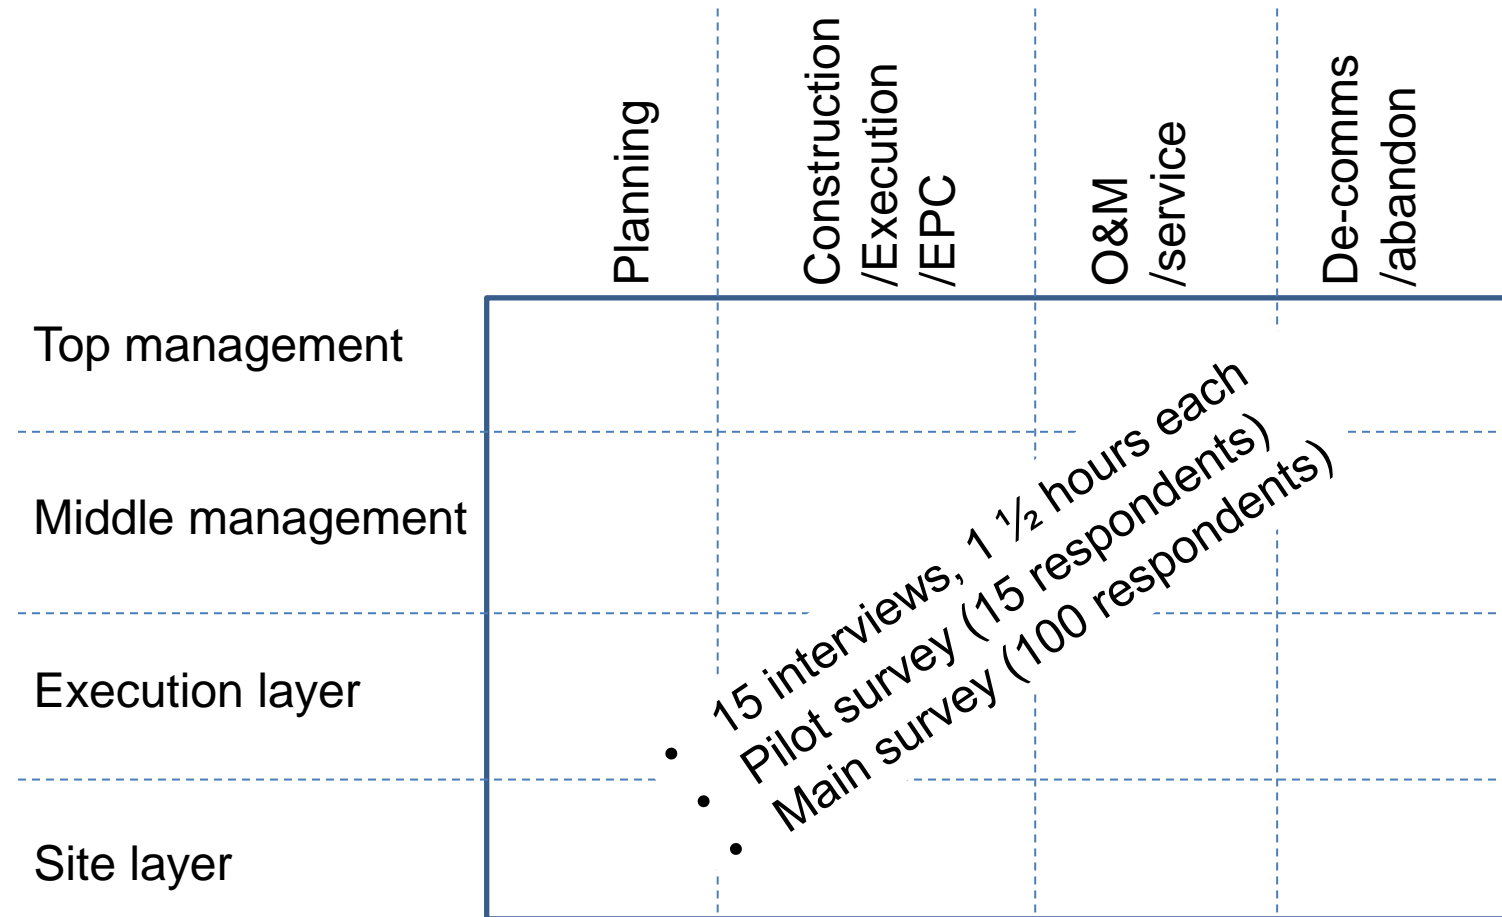 Planning
Construction
/Execution
/EPC
O&M
/service
De-comms
/abandon
Top management
Middle management
Execution layer
Site layer
• 15 interviews, 1 ½ hours each
• Pilot survey (15 respondents)
• Main survey (100 respondents)